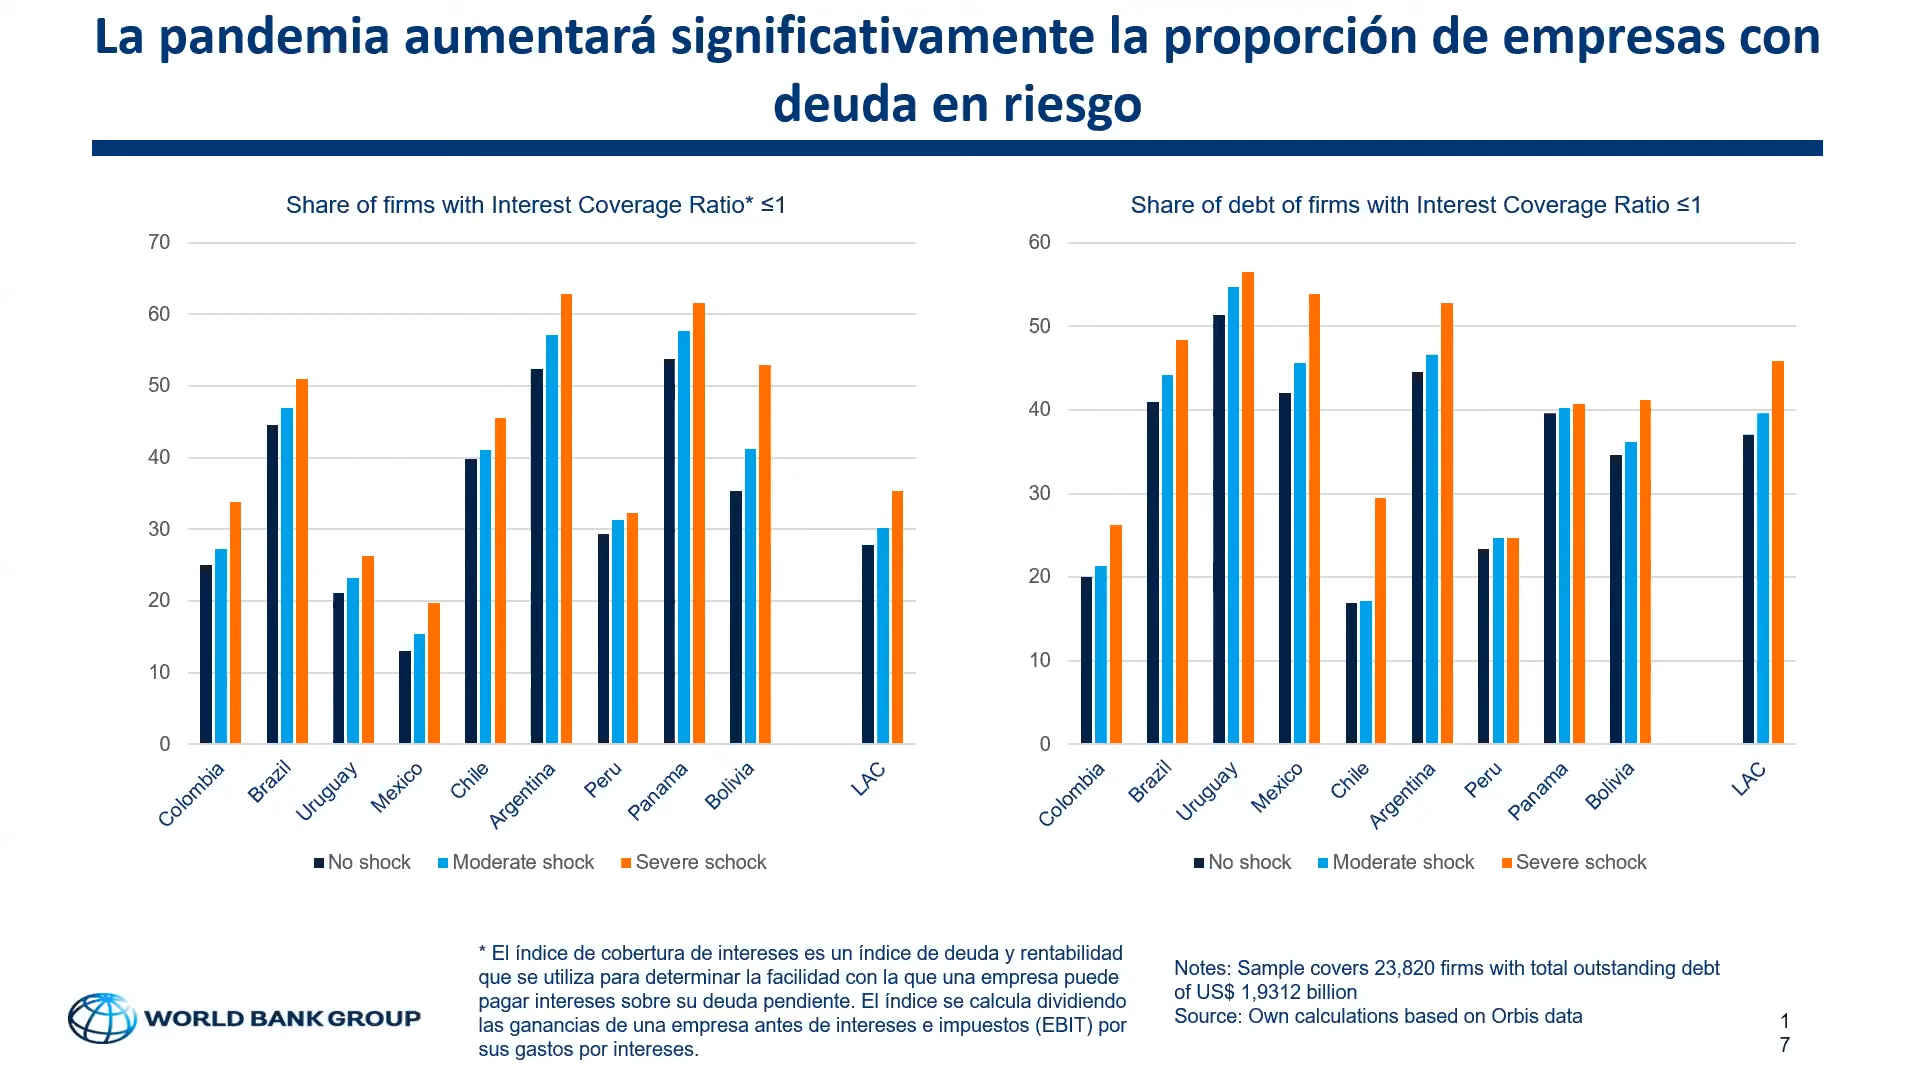 La pandemia aumentará significativamente la proporción de empresas con
deuda en riesgo
Share of firms with Interest Coverage Ratio* ≤1
70
60
50
40
30
20
10
0
Colombia
Brazil
Uruguay
Mexico
Chile
Argentina
Peru
Panama
Bolivia
LAC
No shock
Moderate shock
Severe schock
Share of debt of firms with Interest Coverage Ratio ≤1
60
50
40
30
20
10
0
Colombia
Brazil
Uruguay
Mexico
Chile
Argentina
Peru
Panama
Bolivia
LAC
No shock
Moderate shock
Severe schock
WORLD BANK GROUP
* El índice de cobertura de intereses es un índice de deuda y rentabilidad
que se utiliza para determinar la facilidad con la que una empresa puede
pagar intereses sobre su deuda pendiente. El índice se calcula dividiendo
las ganancias de una empresa antes de intereses e impuestos (EBIT) por
sus gastos por intereses.
Notes: Sample covers 23,820 firms with total outstanding debt
of US$ 1,9312 billion
Source: Own calculations based on Orbis data
1
7